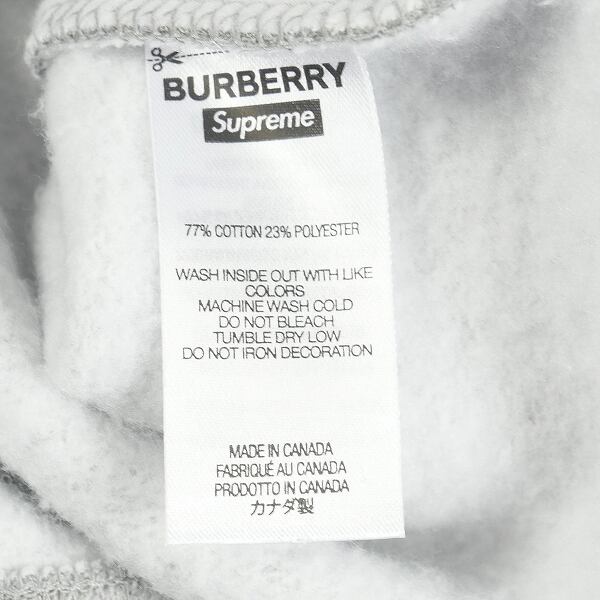 BURBERRY
Supreme
77% COTTON 23% POLYESTER
WASH INSIDE OUT WITH LIKE
COLORS
MACHINE WASH COLD
DO NOT BLEACH
TUMBLE DRY LOW
DO NOT IRON DECORATION
MADE IN CANADA
FABRIQUÉ AU CANADA
PRODOTTO IN CANADA
カナダ製